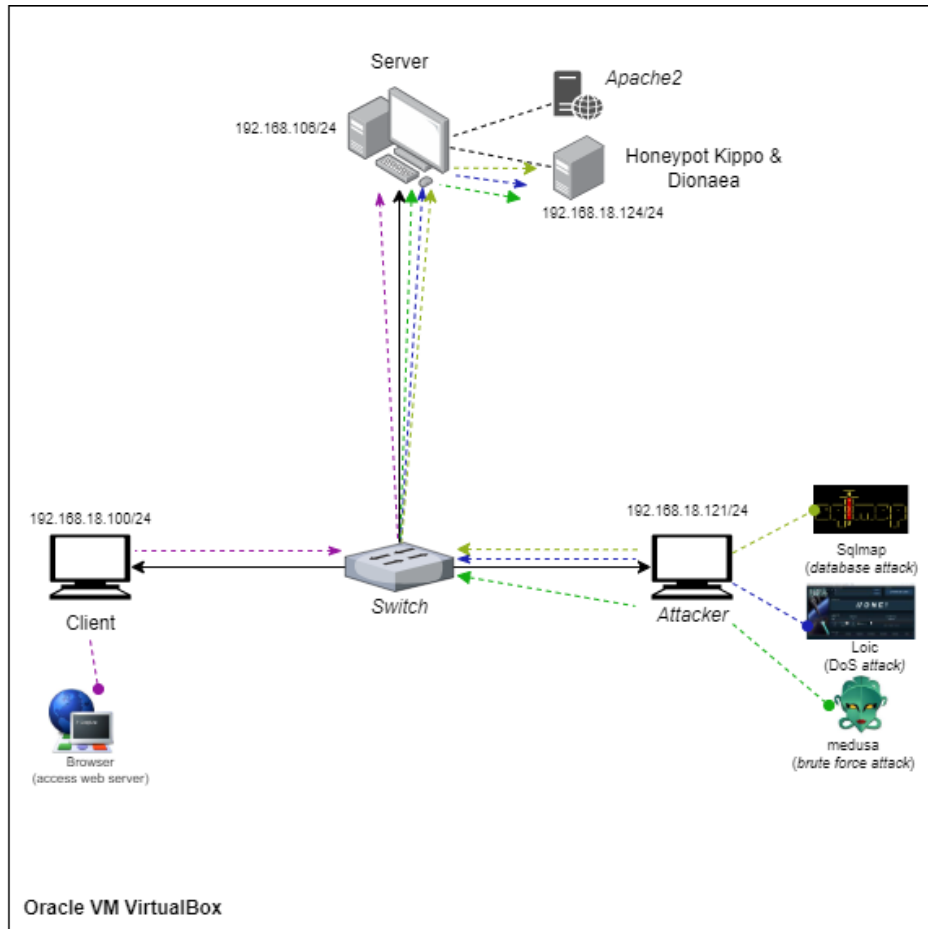 Server
Apache2
192.168.106/24
Honeypot Kippo &
Dionaea
192.168.18.124/24
192.168.18.100/24
192.168.18.121/24
Client
Switch
Attacker
Sqlmap
(database attack)
Loic
(DoS attack)
medusa
(brute force attack)
Browser
(access web server)
Oracle VM VirtualBox